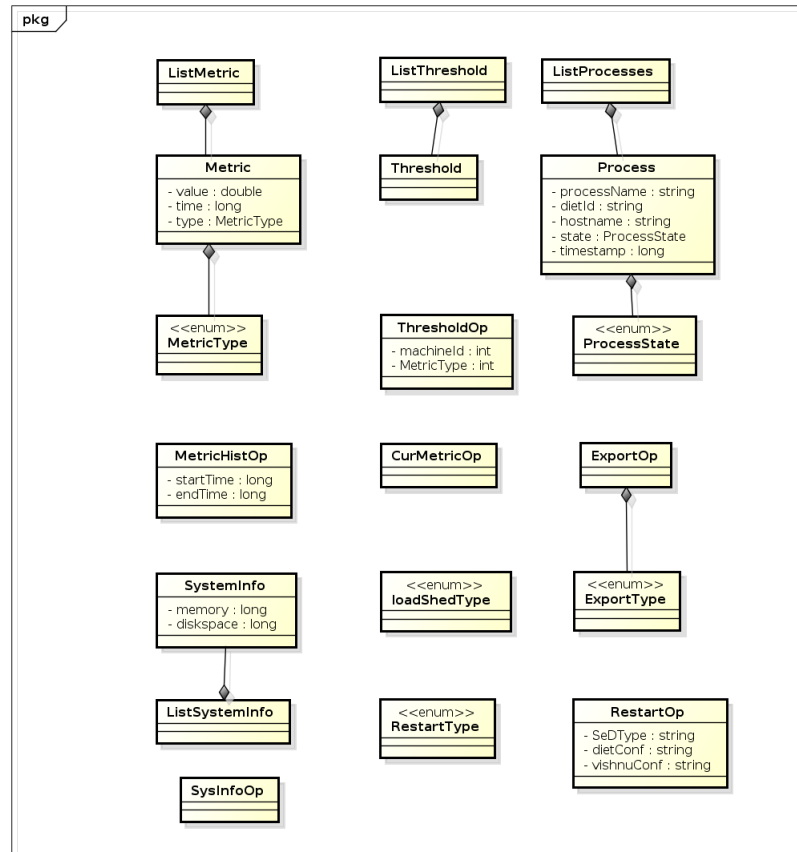 pkg
ListMetric
ListThreshold
ListProcesses
Metric
- value : double
- time : long
- type : MetricType
Threshold
Process
- processName : string
- dietId : string
- hostname : string
- state : ProcessState
- timestamp : long
<<enum>>
MetricType
ThresholdOp
- machineId : int
- MetricType : int
<<enum>>
ProcessState
MetricHistOp
- startTime : long
- endTime : long
CurMetricOp
ExportOp
SystemInfo
- memory : long
- diskspace : long
<<enum>>
loadShedType
<<enum>>
ExportType
ListSystemInfo
<<enum>>
RestartType
RestartOp
- SeDType : string
- dietConf : string
- vishnuConf : string
SysInfoOp